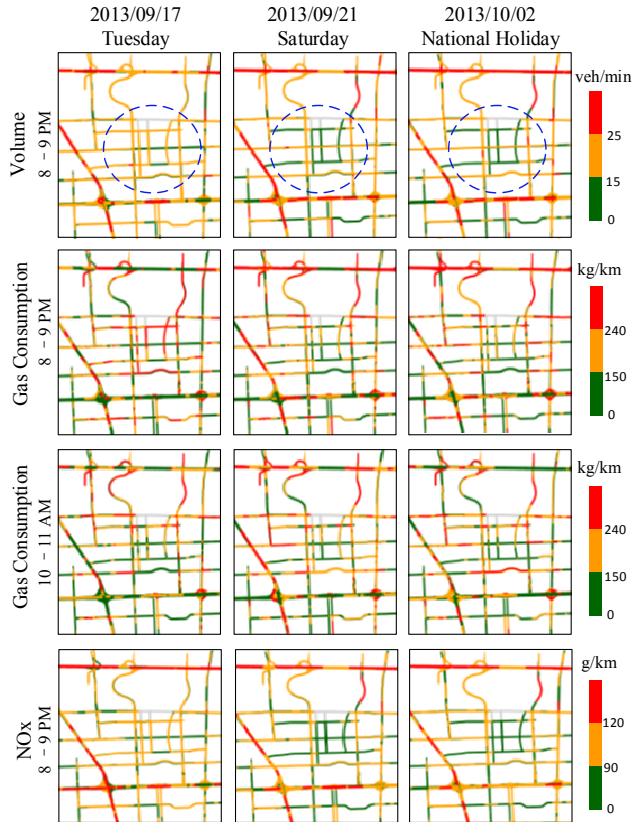 2013/09/17 2013/09/21 2013/10/02
Tuesday Saturday National Holiday
Volume
8 - 9 PM
veh/min
25
15
0
Gas Consumption
8 - 9 PM
kg/km
240
150
0
Gas Consumption
10 - 11 AM
kg/km
240
150
0
NOx
8 - 9 PM
g/km
120
90
0